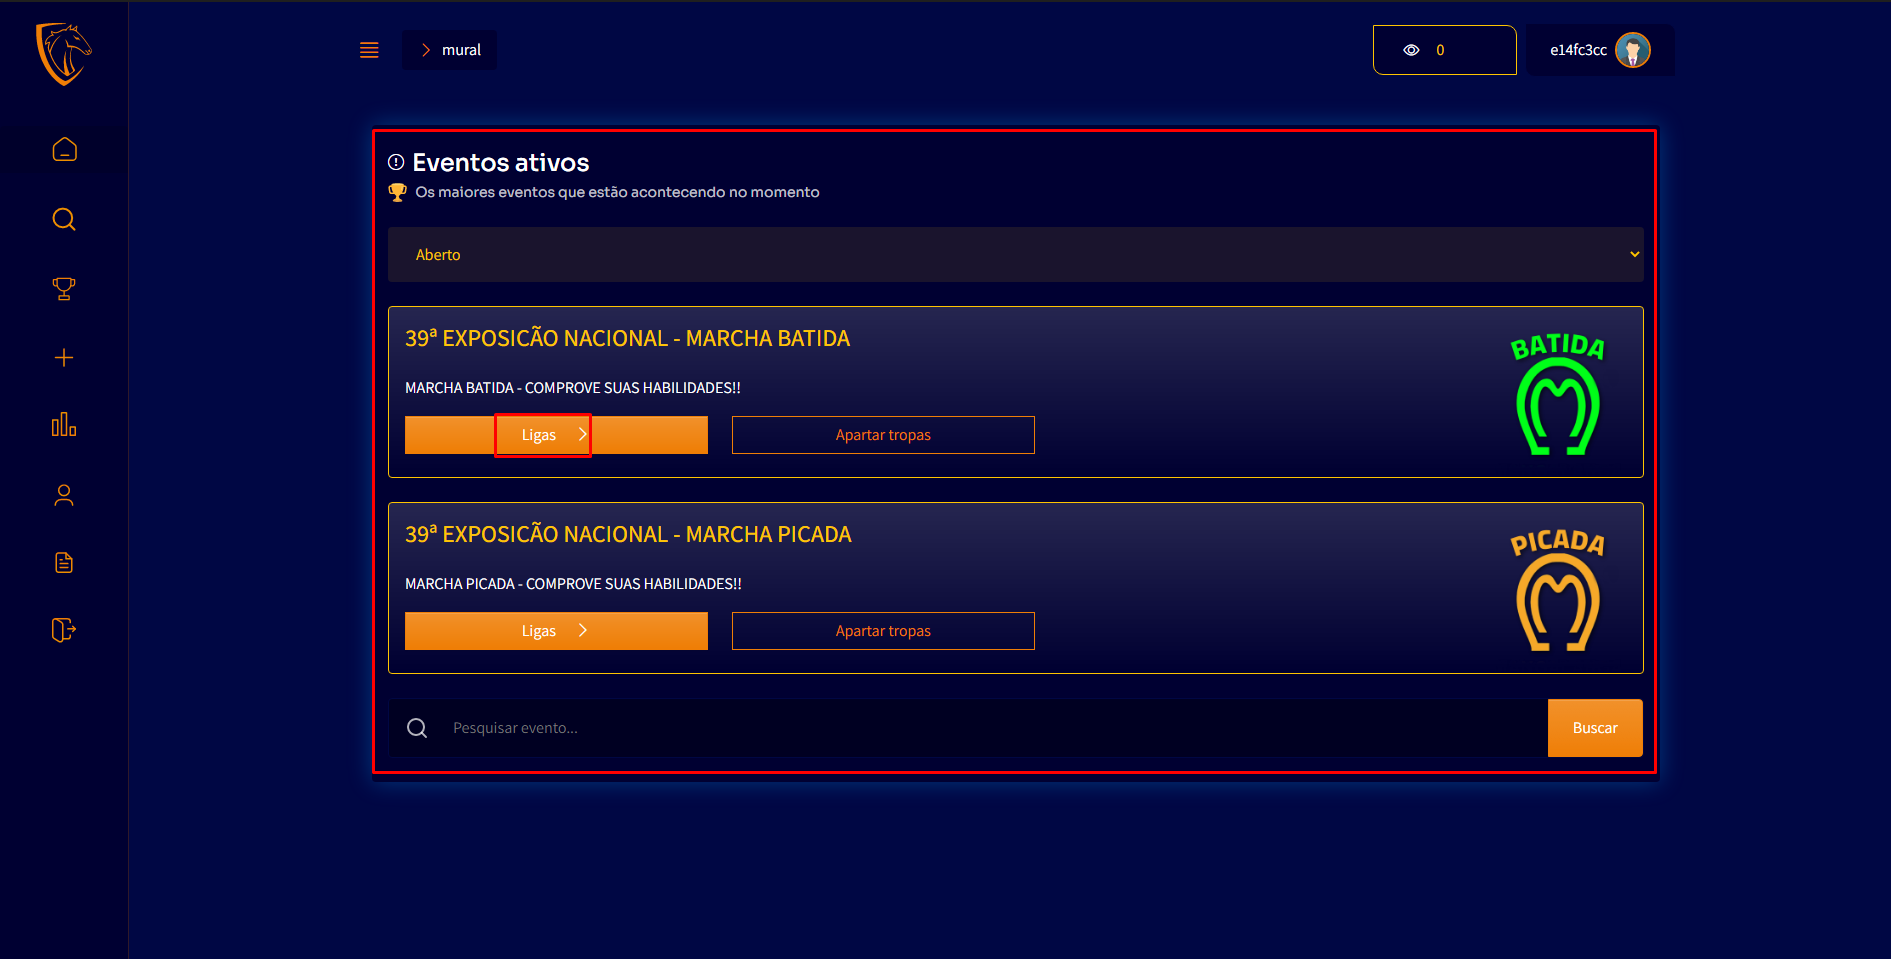 mural
0
e14fc3cc
Eventos ativos
Os maiores eventos que estão acontecendo no momento
Aberto
39ª EXPOSICÃO NACIONAL - MARCHA BATIDA
MARCHA BATIDA - COMPROVE SUAS HABILIDADES!!
Ligas
Apartar tropas
BATIDA
39ª EXPOSICÃO NACIONAL - MARCHA PICADA
MARCHA PICADA - COMPROVE SUAS HABILIDADES!!
Ligas
Apartar tropas
PICADA
Pesquisar evento...
Buscar